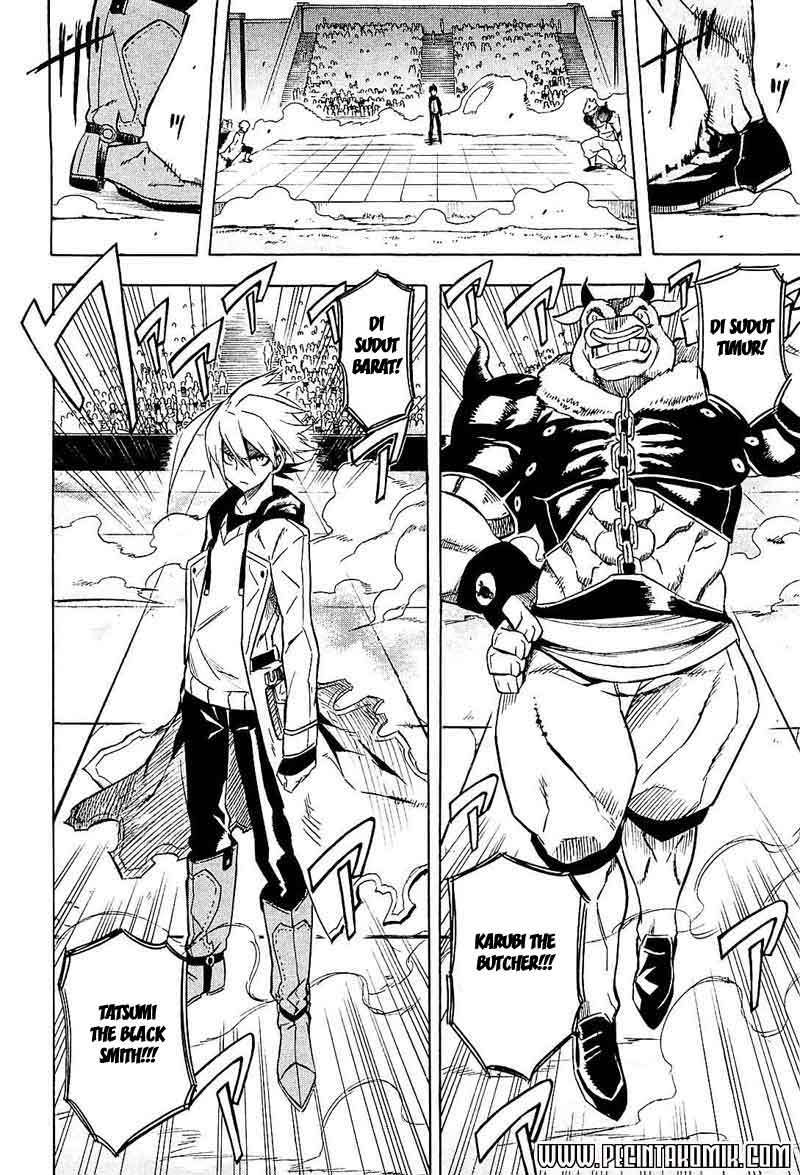 DI
SUDUT
TIMUR!
KARUBI THE
BUTCHER!!!
DI
SUDUT
BARAT!
TATSUMI
THE BLACK
SMITH!!!
WWW.PECINTAKOMIK.COM